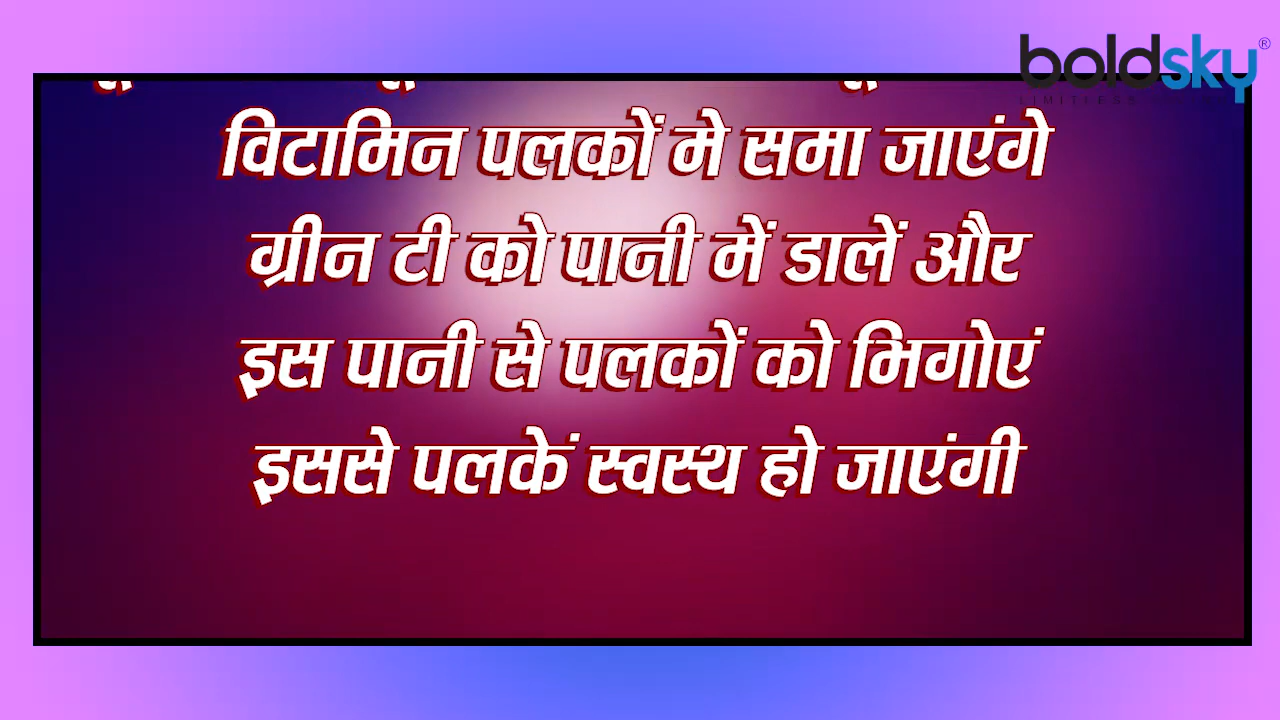 boldsky®
विटामिन पलकों मे समा जाएंगे
ग्रीन टी को पानी में डालें और
इस पानी से पलकों को भिगोएं
इससे पलकें स्वस्थ हो जाएंगी